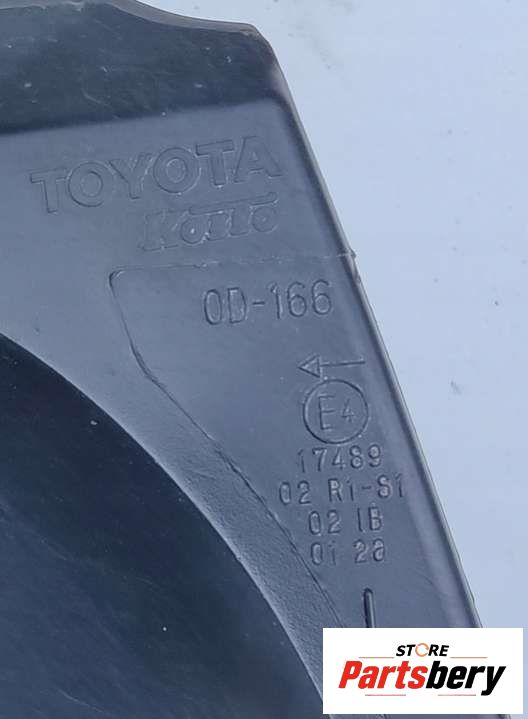 TOYOTA
Koito
0D-166
E4
17489
02 R1-S1
02 IB
01 2a
STORE
Partsbery